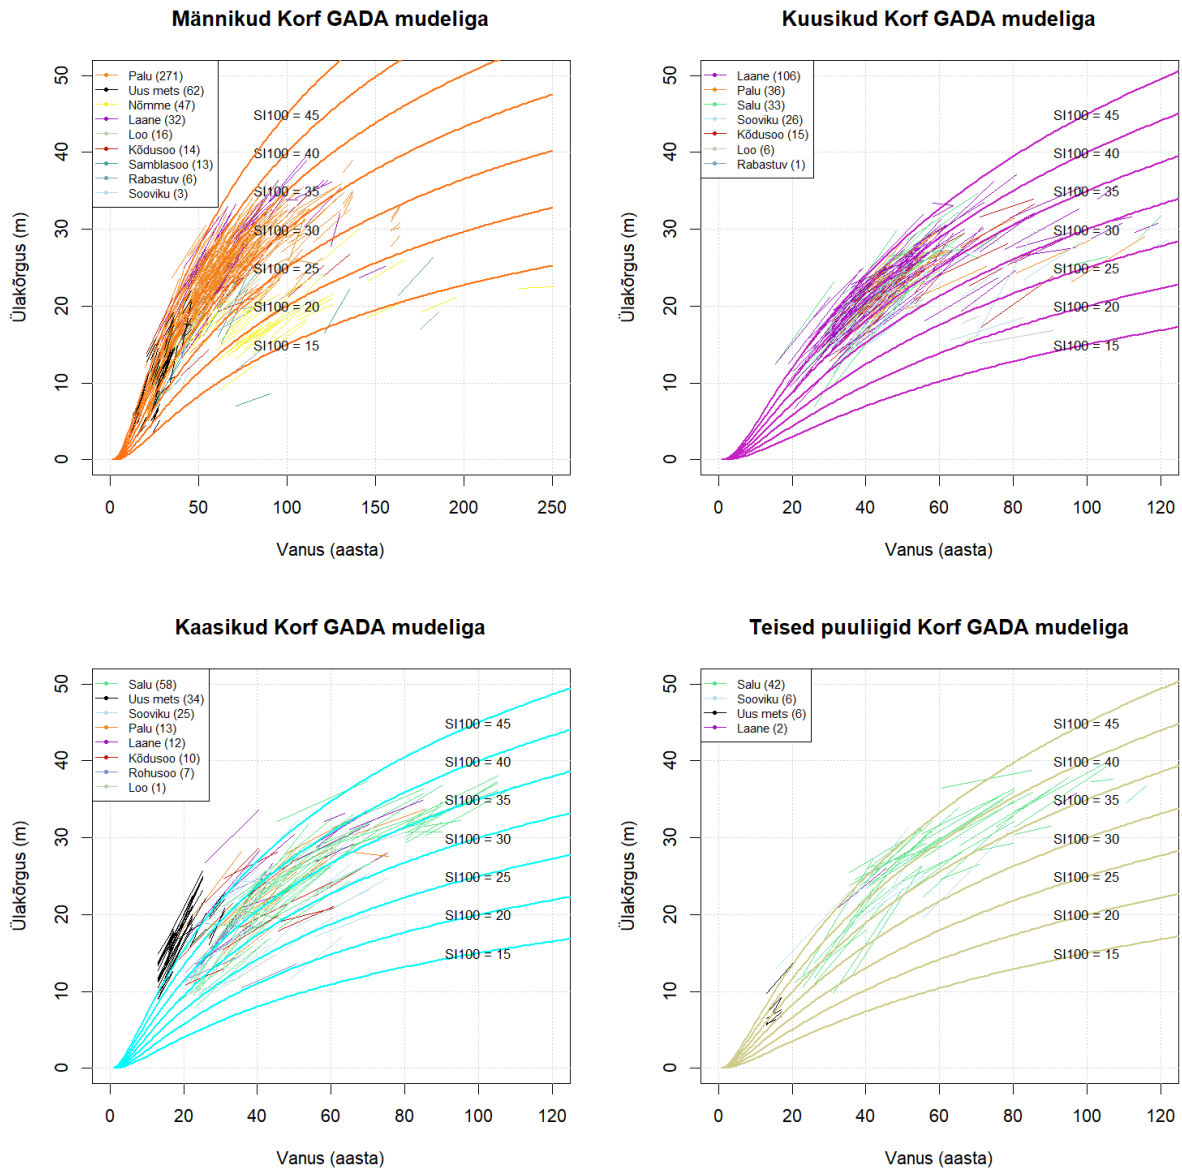 Männikud Korf GADA mudeliga
Palu (271)
Uus mets (62)
Nõmme (47)
Laane (32)
Loo (16)
Kõdusoo (14)
Samblasoo (13)
Rabastuv (6)
Sooviku (3)
SI100 = 45
SI100 = 40
SI100 = 35
SI100 = 30
SI100 = 25
SI100 = 20
SI100 = 15
Ülakõrgus (m)
0 10 20 30 40 50
0 50 100 150 200 250
Vanus (aasta)
Kuusikud Korf GADA mudeliga
Laane (106)
Palu (36)
Salu (33)
Sooviku (26)
Kõdusoo (15)
Loo (6)
Rabastuv (1)
SI100 = 45
SI100 = 40
SI100 = 35
SI100 = 30
SI100 = 25
SI100 = 20
SI100 = 15
Ülakõrgus (m)
0 10 20 30 40 50
0 20 40 60 80 100 120
Vanus (aasta)
Kaasikud Korf GADA mudeliga
Salu (58)
Uus mets (34)
Sooviku (25)
Palu (13)
Laane (12)
Kõdusoo (10)
Rohusoo (7)
Loo (1)
SI100 = 45
SI100 = 40
SI100 = 35
SI100 = 30
SI100 = 25
SI100 = 20
SI100 = 15
Ülakõrgus (m)
0 10 20 30 40 50
0 20 40 60 80 100 120
Vanus (aasta)
Teised puuliigid Korf GADA mudeliga
Salu (42)
Sooviku (6)
Uus mets (6)
Laane (2)
SI100 = 45
SI100 = 40
SI100 = 35
SI100 = 30
SI100 = 25
SI100 = 20
SI100 = 15
Ülakõrgus (m)
0 10 20 30 40 50
0 20 40 60 80 100 120
Vanus (aasta)